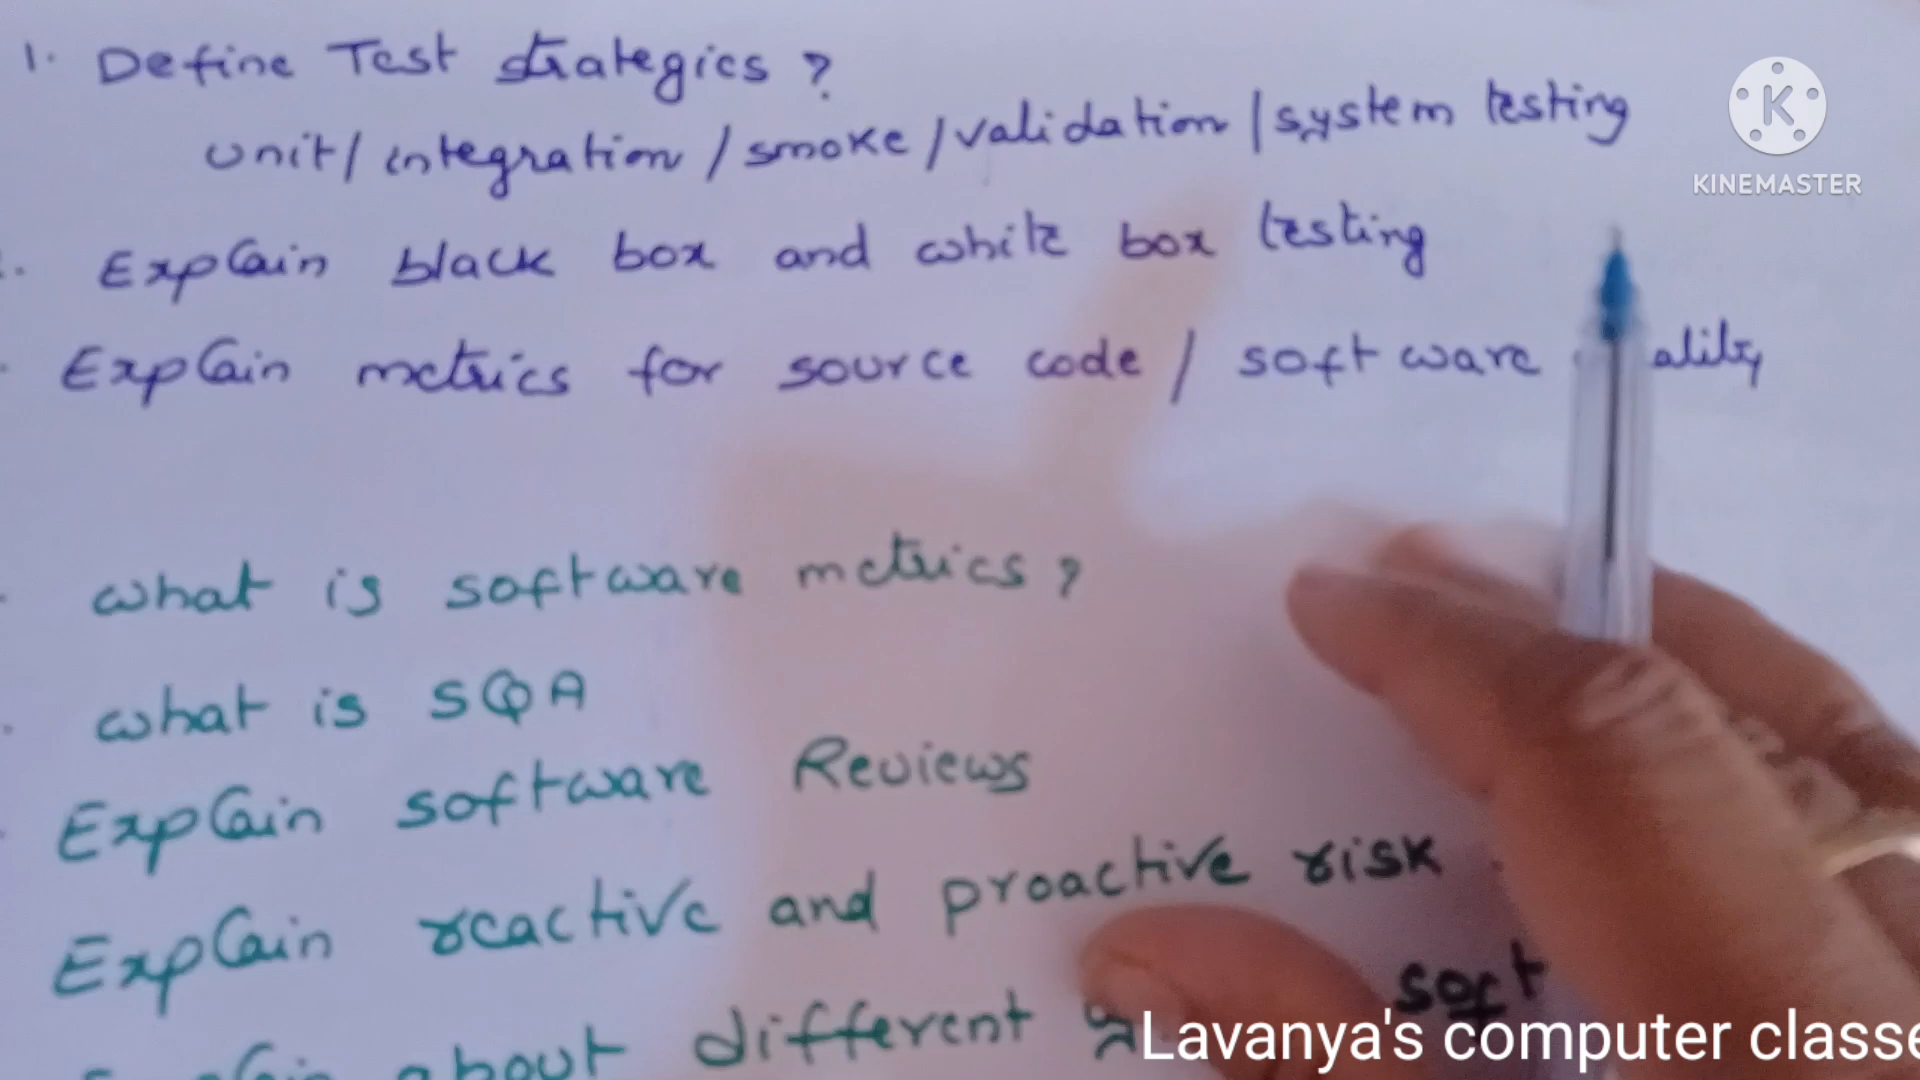 1. Define Test strategies ?
unit/ integration / smoke / validation / system testing
Explain black box and white box testing
Explain metrics for source code / software
what is software metrics ?
what is SQA
Explain software Reviews
Explain reactive and proactive risk
about different soft
K
KINEMASTER
Lavanya's computer classe